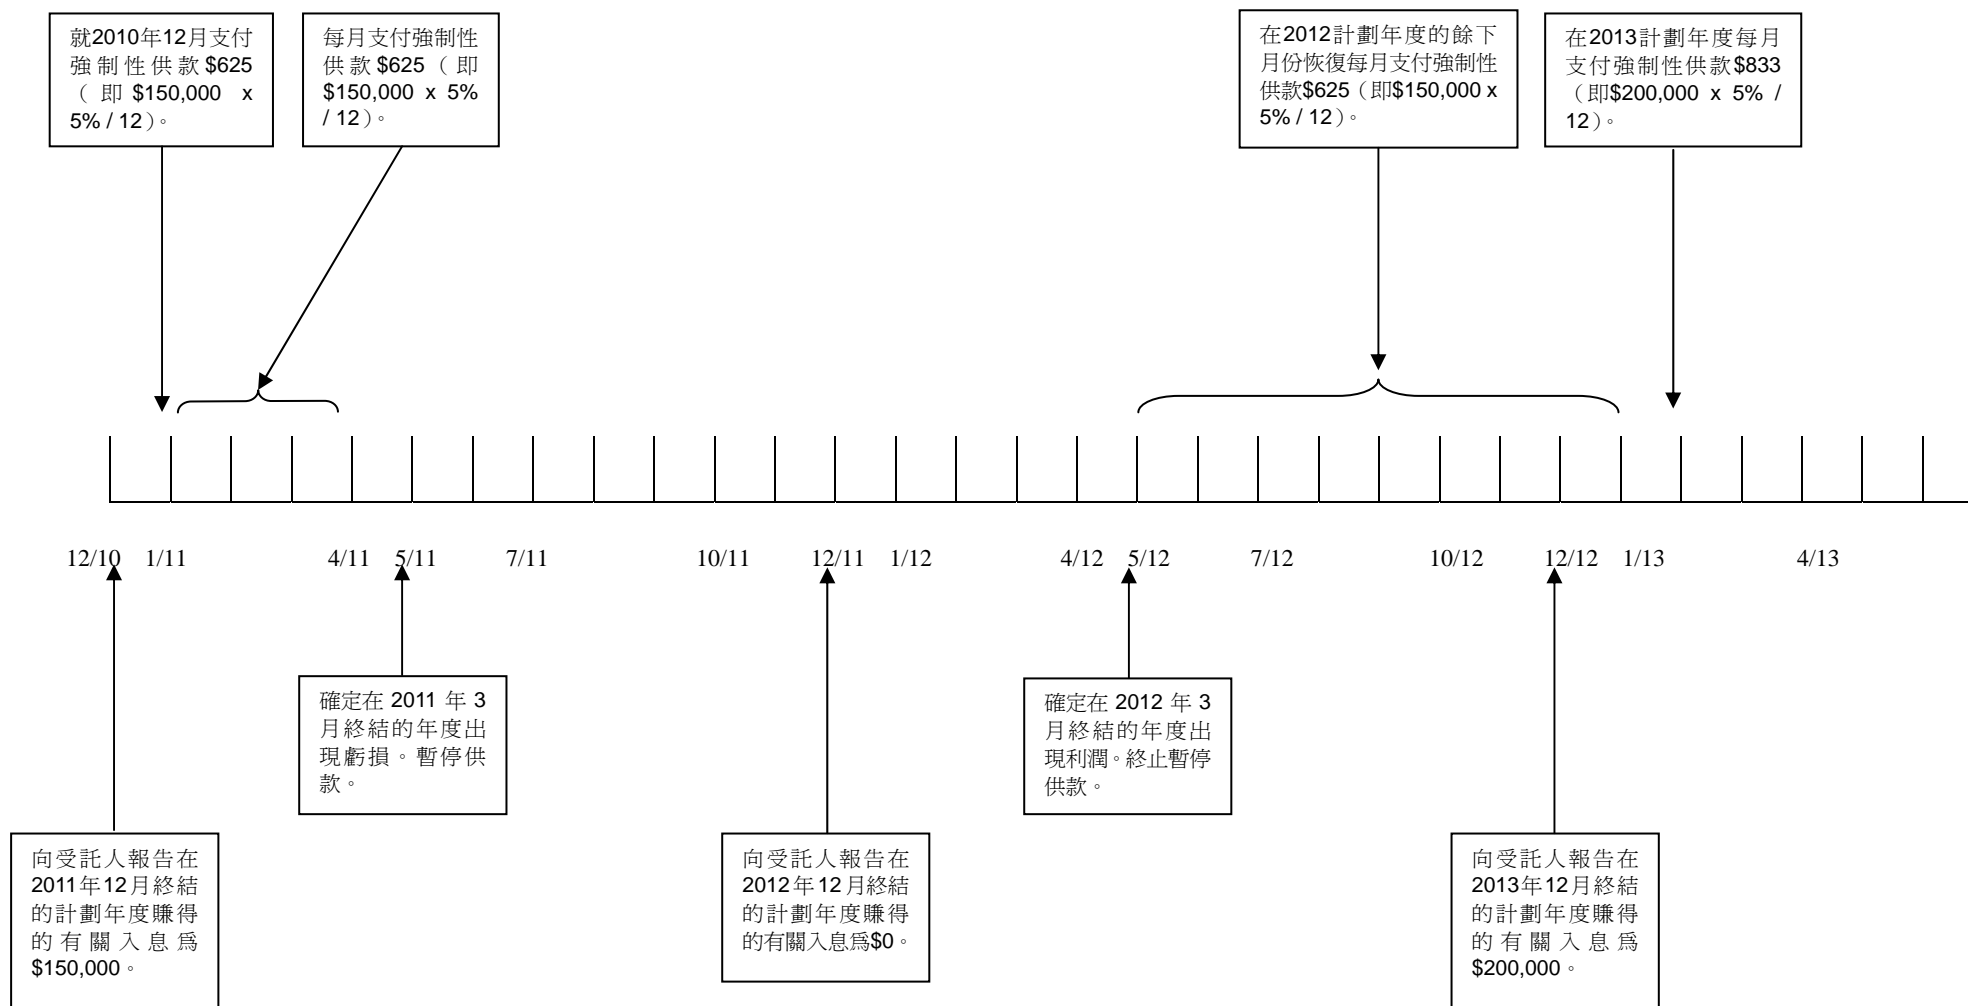 就2010年12月支付
強制性供款$625
（即$150,000 x
5% / 12）。
每月支付強制性
供款$625（即
$150,000 x 5%
/ 12）。
在2012計劃年度的餘下
月份恢復每月支付強制性
供款$625（即$150,000 x
5% / 12）。
在2013計劃年度每月
支付強制性供款$833
（即$200,000 x 5% /
12）。
12/10 1/11 4/11 5/11 7/11 10/11 12/11 1/12 4/12 5/12 7/12 10/12 12/12 1/13 4/13
確定在 2011 年 3
月終結的年度出
現虧損。暫停供
款。
確定在 2012 年 3
月終結的年度出
現利潤。終止暫停
供款。
向受託人報告在
2011年12月終結
的計劃年度賺得
的有關入息爲
$150,000。
向受託人報告在
2012年12月終結
的計劃年度賺得
的有關入息爲$0。
向受託人報告在
2013年12月終結
的計劃年度賺得
的有關入息爲
$200,000。